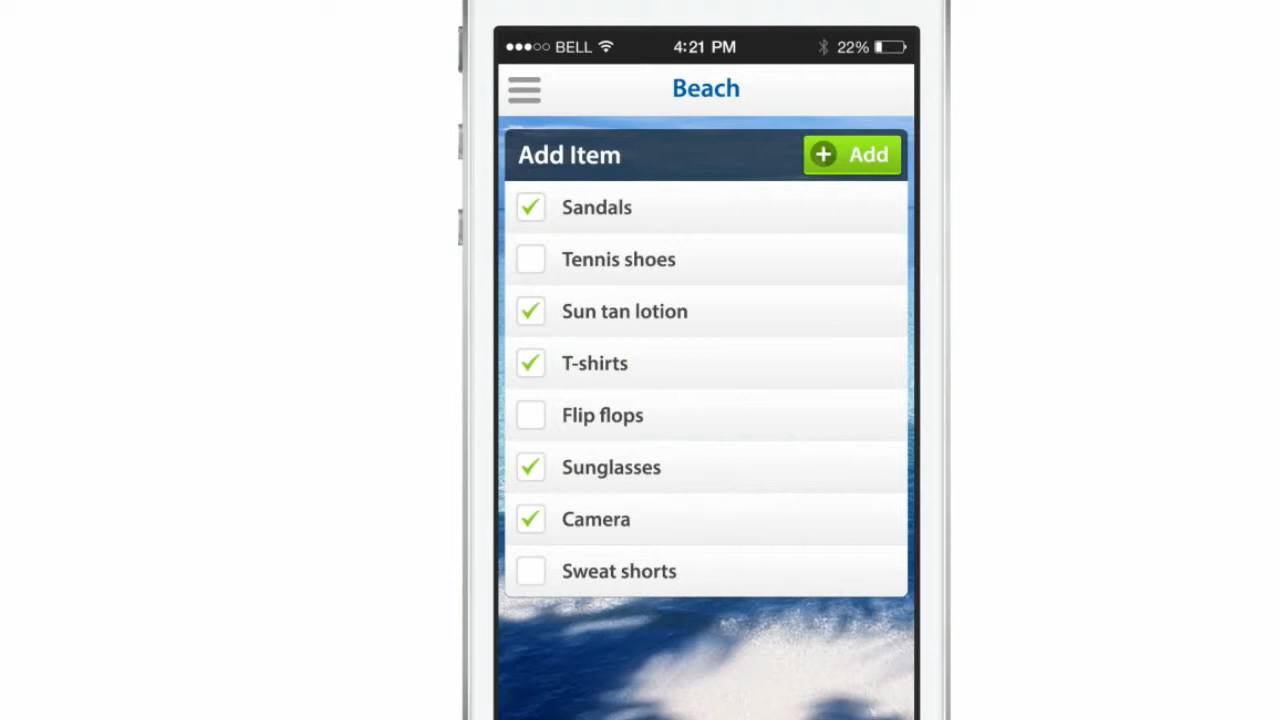 BELL 4:21 PM 22%
Beach
Add Item Add
Sandals
Tennis shoes
Sun tan lotion
T-shirts
Flip flops
Sunglasses
Camera
Sweat shorts